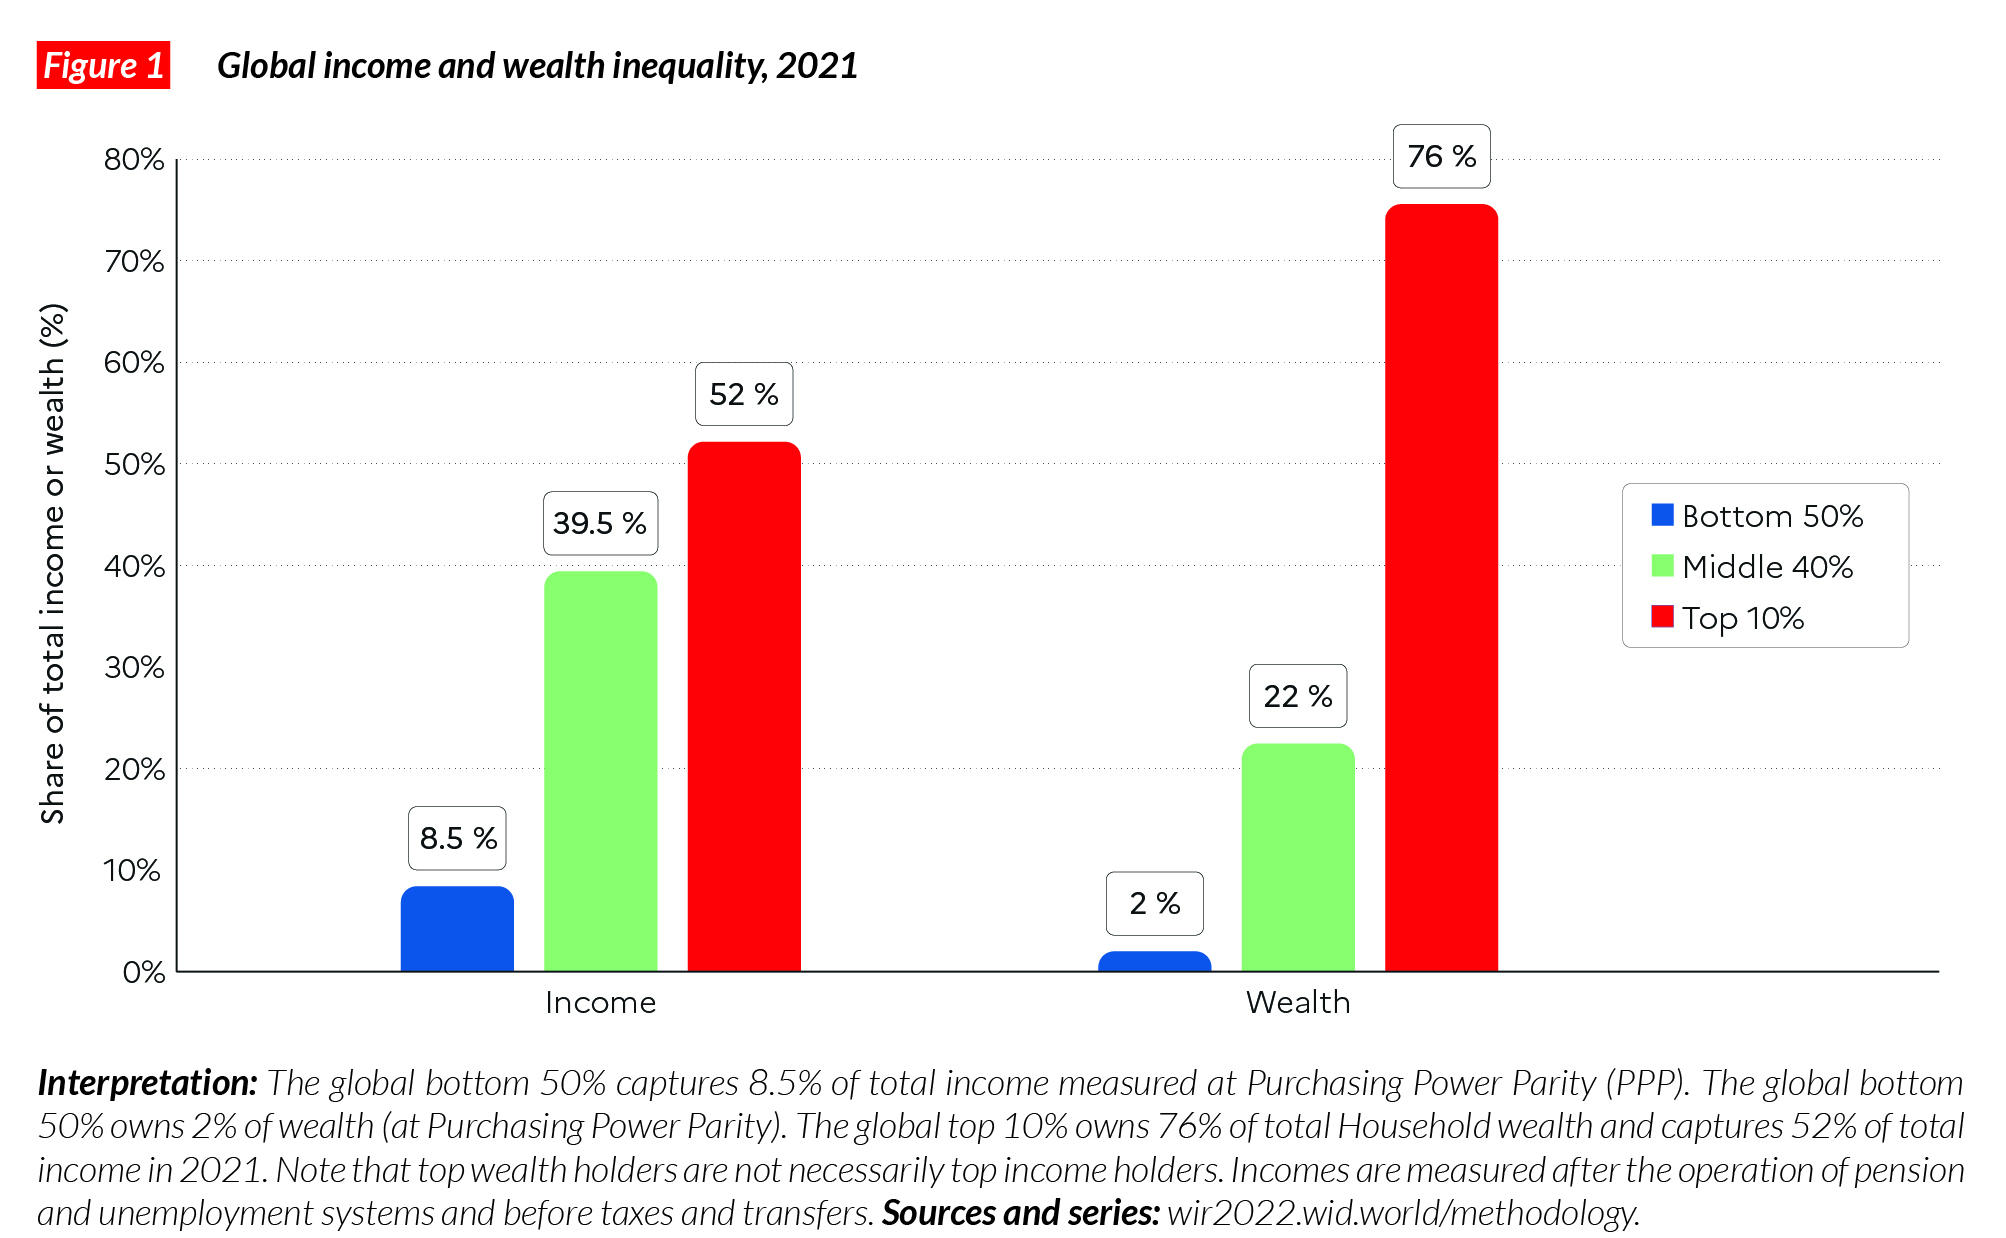 Figure 1 Global income and wealth inequality, 2021
Share of total income or wealth (%)
80%
70%
60%
50%
40%
30%
20%
10%
0%
8.5 %
39.5 %
52 %
2 %
22 %
76 %
Income
Wealth
Bottom 50%
Middle 40%
Top 10%
Interpretation: The global bottom 50% captures 8.5% of total income measured at Purchasing Power Parity (PPP). The global bottom
50% owns 2% of wealth (at Purchasing Power Parity). The global top 10% owns 76% of total Household wealth and captures 52% of total
income in 2021. Note that top wealth holders are not necessarily top income holders. Incomes are measured after the operation of pension
and unemployment systems and before taxes and transfers. Sources and series: wir2022.wid.world/methodology.